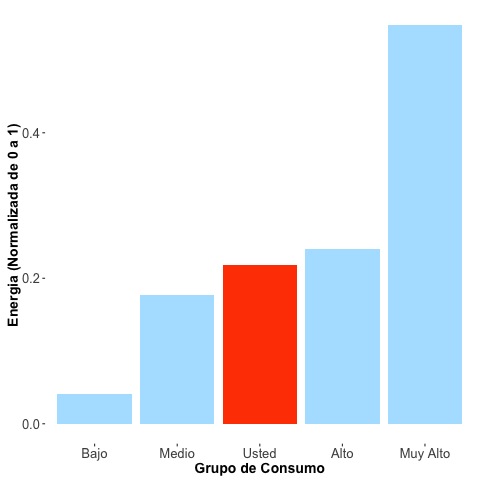 Energía (Normalizada de 0 a 1)
0.4
0.2
0.0
Bajo Medio Usted Alto Muy Alto
Grupo de Consumo